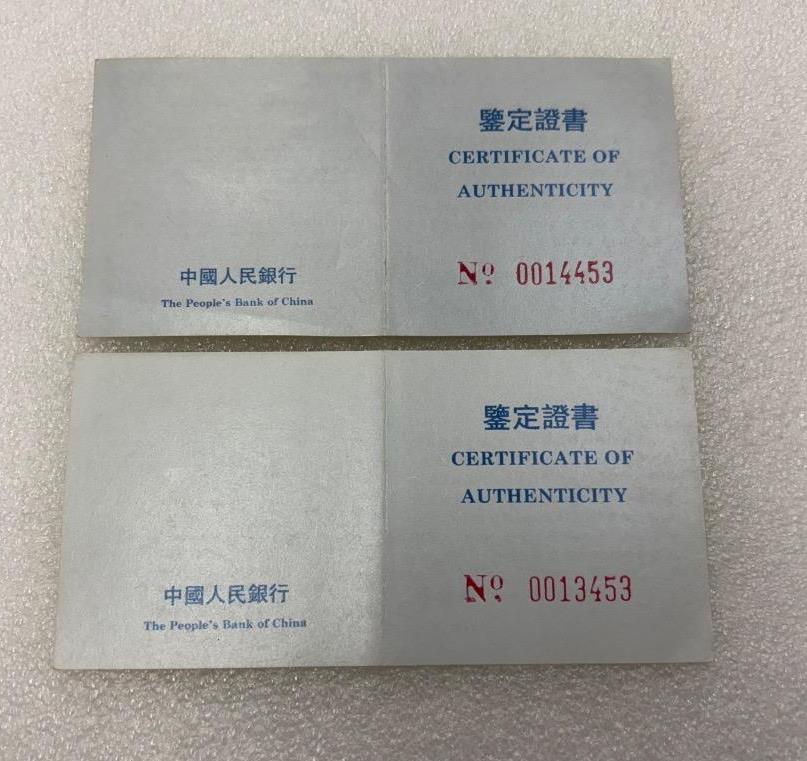 鑒定證書
CERTIFICATE OF
AUTHENTICITY
Nº 0014453
中國人民銀行
The People's Bank of China
鑒定證書
CERTIFICATE OF
AUTHENTICITY
Nº 0013453
中國人民銀行
The People's Bank of China